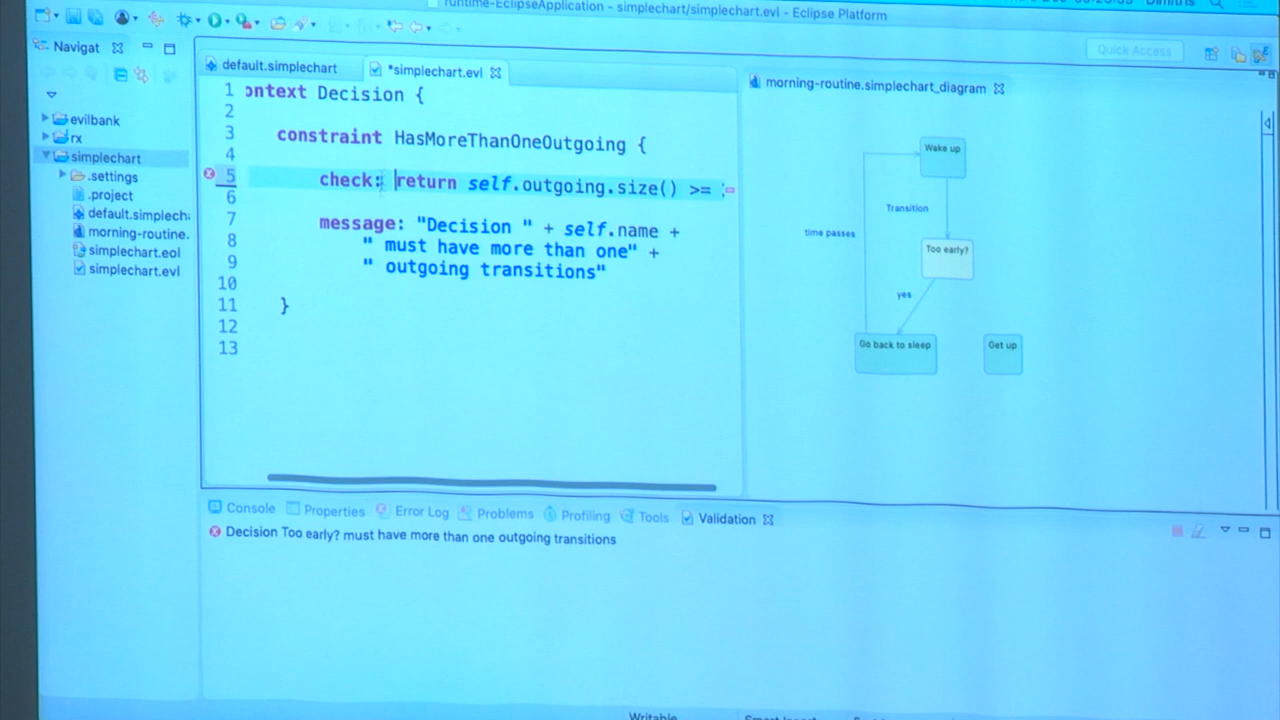 runtime-EclipseApplication - simplechart/simplechart.evl - Eclipse Platform
Quick Access
Navigat
evilbank
rx
simplechart
.settings
.project
default.simplech
morning-routine.
simplechart.eol
simplechart.evl
default.simplechart
*simplechart.evl
1 ontext Decision {
2
3 constraint HasMoreThanOneOutgoing {
4
5 check: return self.outgoing.size() >=
6
7 message: "Decision " + self.name +
8 " must have more than one" +
9 " outgoing transitions"
10
11 }
12
13
morning-routine.simplechart_diagram
Wake up
Transition
time passes
Too early?
yes
Go back to sleep
Get up
Console Properties Error Log Problems Profiling Tools Validation
Decision Too early? must have more than one outgoing transitions
Writable